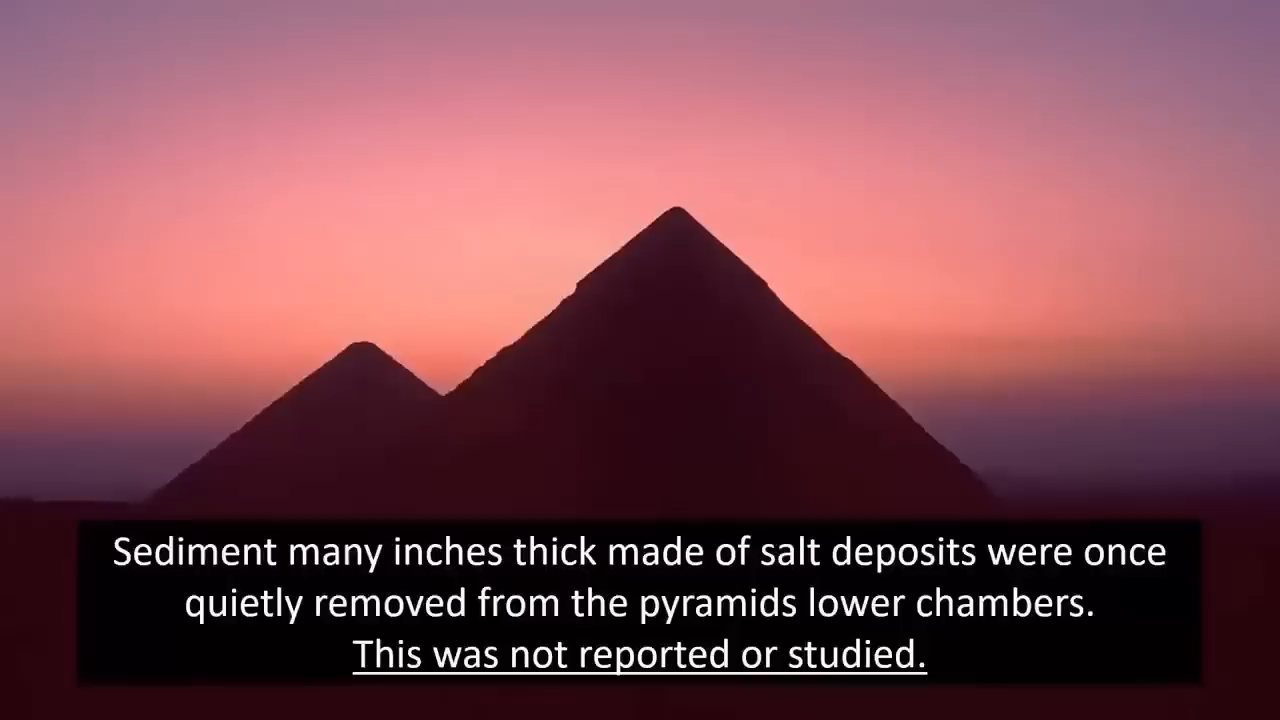 Sediment many inches thick made of salt deposits were once
quietly removed from the pyramids lower chambers.
This was not reported or studied.